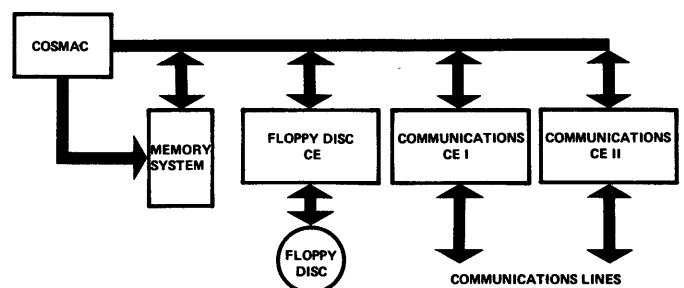 COSMAC
MEMORY
SYSTEM
FLOPPY DISC
CE
COMMUNICATIONS
CE I
COMMUNICATIONS
CE II
FLOPPY
DISC
COMMUNICATIONS LINES